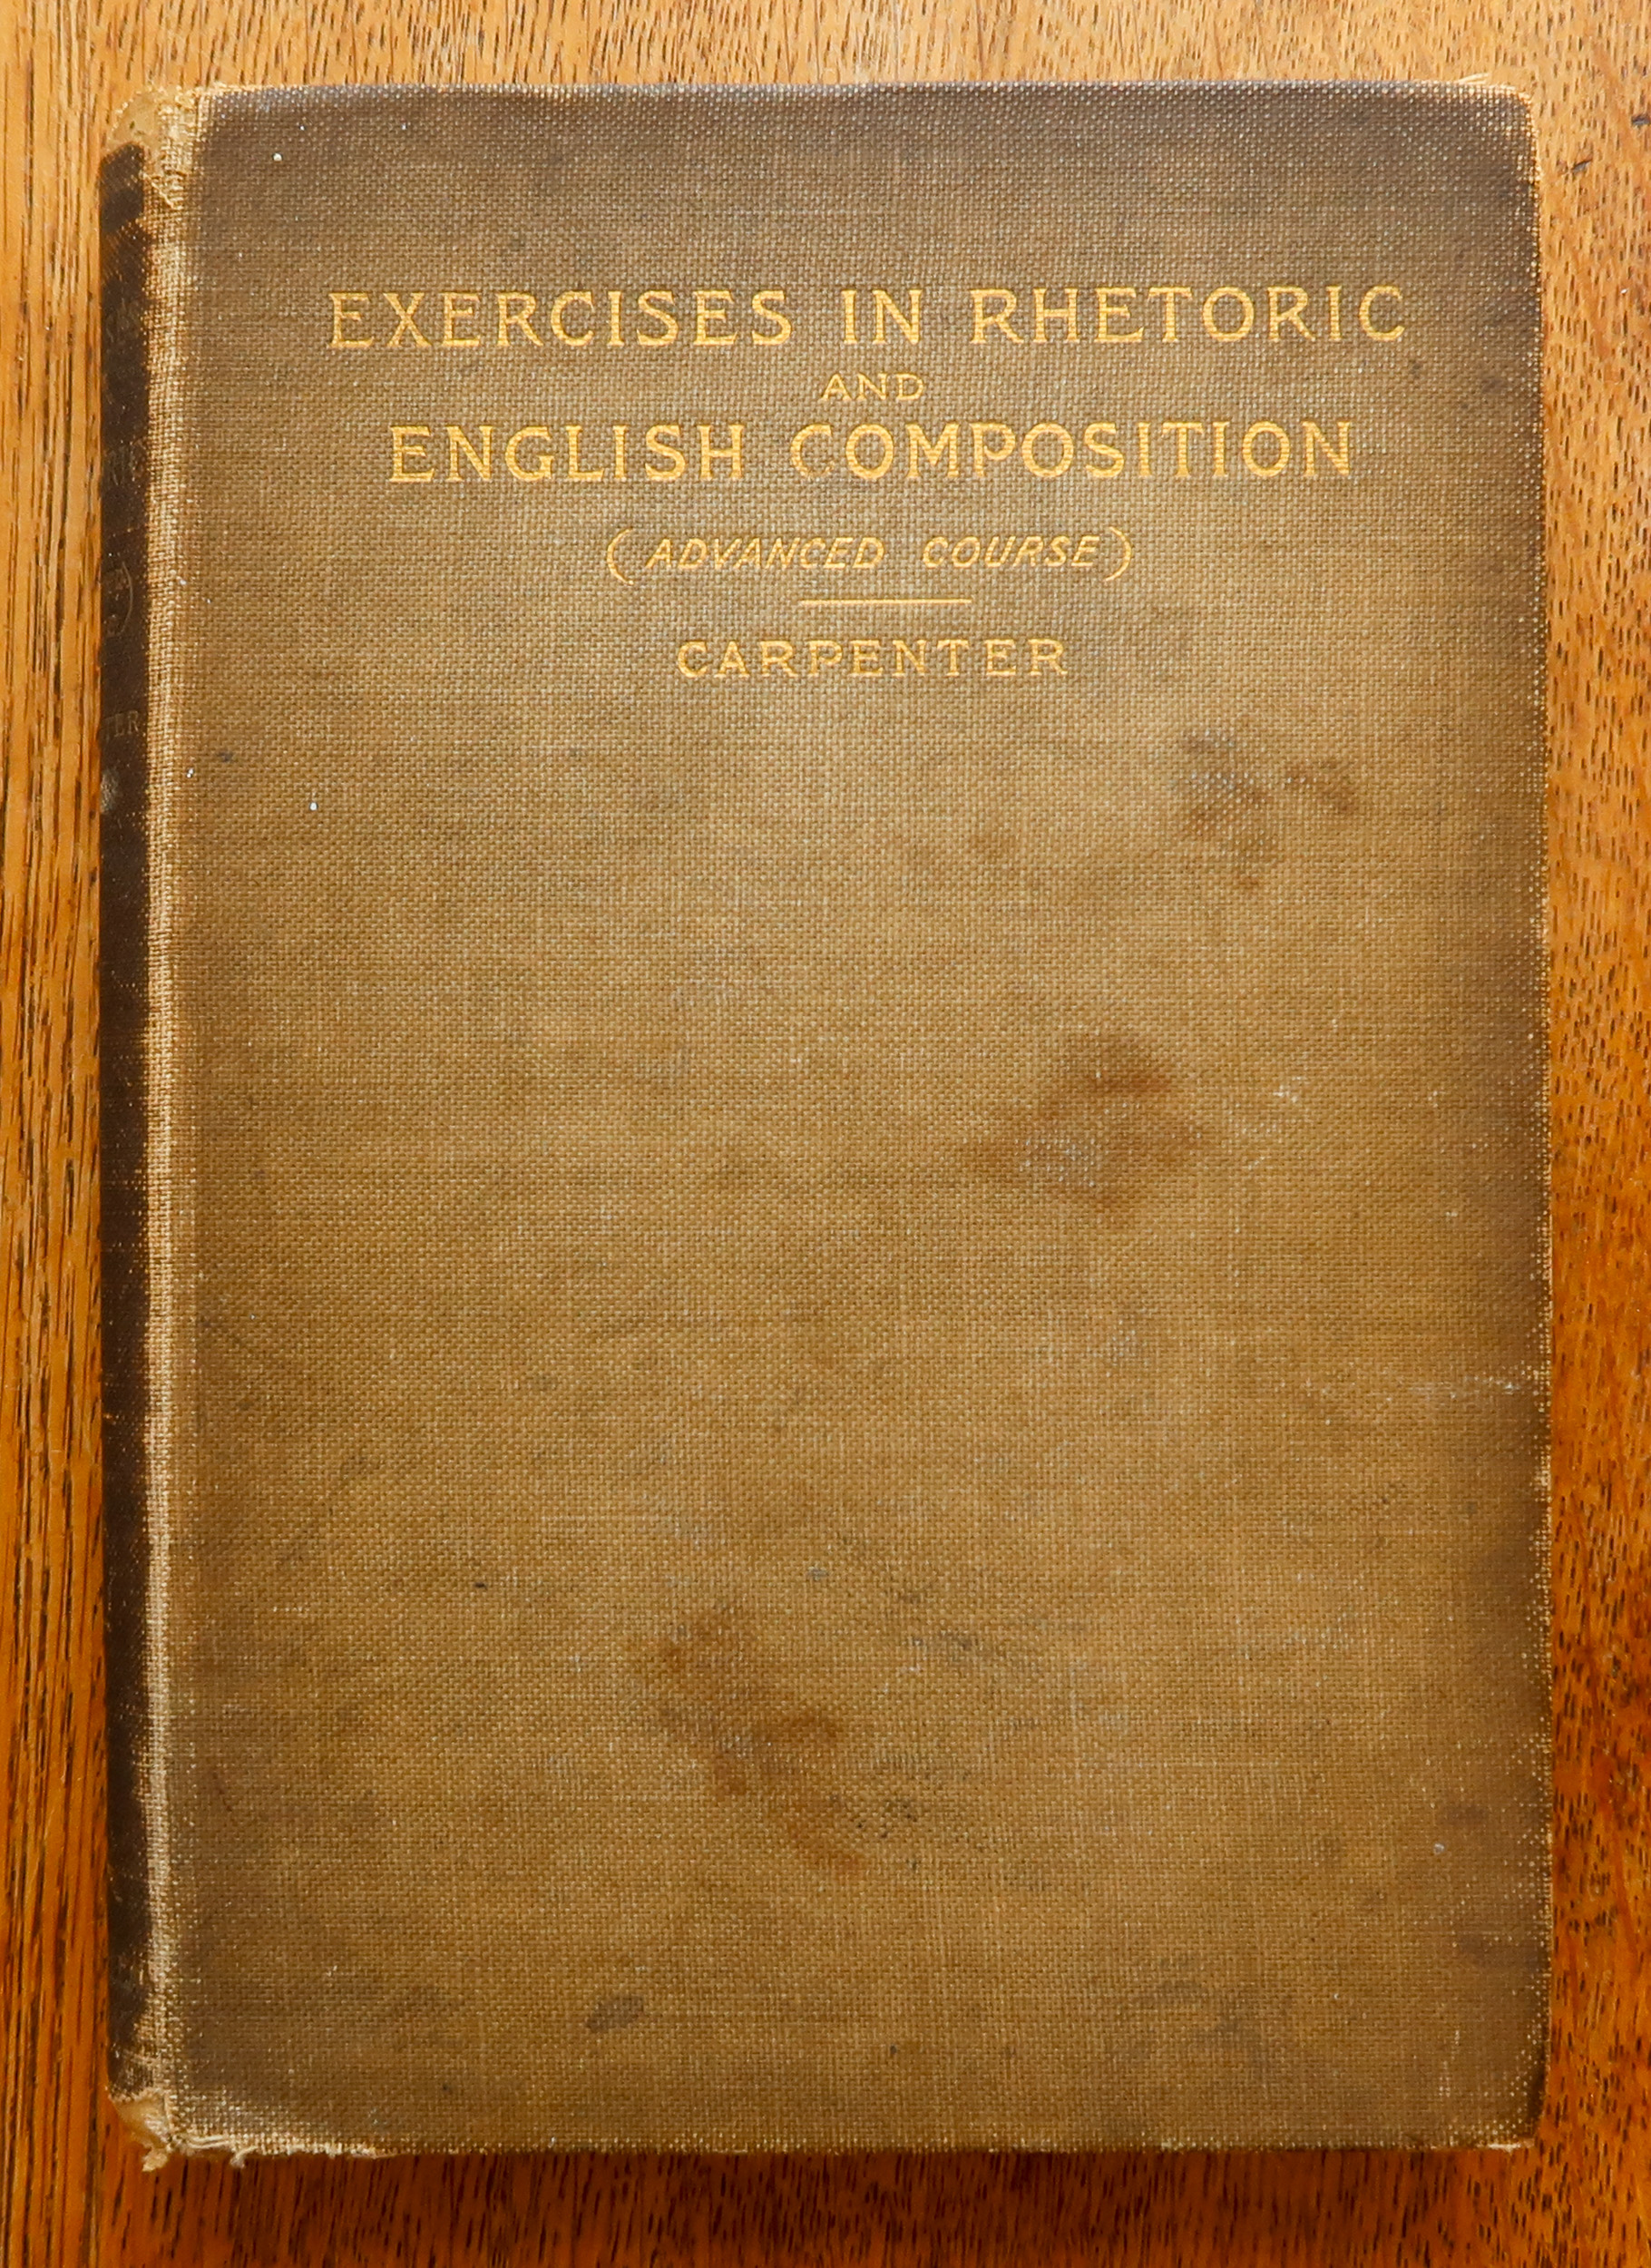 EXERCISES IN RHETORIC
AND
ENGLISH COMPOSITION
(ADVANCED COURSE)
CARPENTER